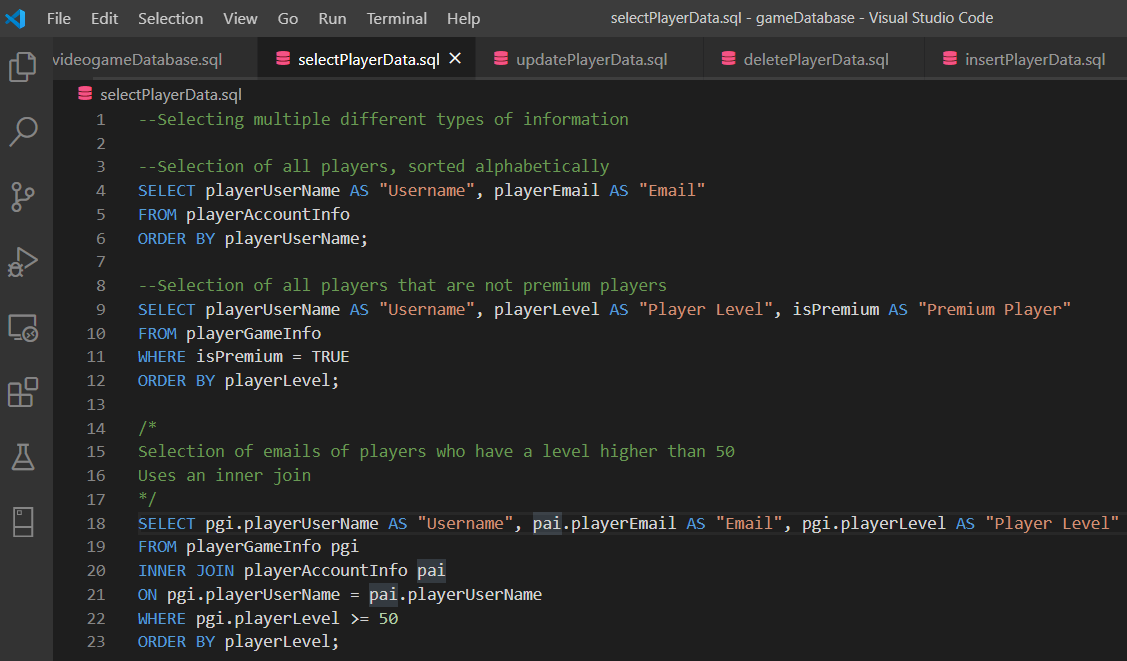 File Edit Selection View Go Run Terminal Help selectPlayerData.sql - gameDatabase - Visual Studio Code
videogameDatabase.sql selectPlayerData.sql updatePlayerData.sql deletePlayerData.sql insertPlayerData.sql
selectPlayerData.sql
1 --Selecting multiple different types of information
2
3 --Selection of all players, sorted alphabetically
4 SELECT playerUserName AS "Username", playerEmail AS "Email"
5 FROM playerAccountInfo
6 ORDER BY playerUserName;
7
8 --Selection of all players that are not premium players
9 SELECT playerUserName AS "Username", playerLevel AS "Player Level", isPremium AS "Premium Player"
10 FROM playerGameInfo
11 WHERE isPremium = TRUE
12 ORDER BY playerLevel;
13
14 /*
15 Selection of emails of players who have a level higher than 50
16 Uses an inner join
17 */
18 SELECT pgi.playerUserName AS "Username", pai.playerEmail AS "Email", pgi.playerLevel AS "Player Level"
19 FROM playerGameInfo pgi
20 INNER JOIN playerAccountInfo pai
21 ON pgi.playerUserName = pai.playerUserName
22 WHERE pgi.playerLevel >= 50
23 ORDER BY playerLevel;